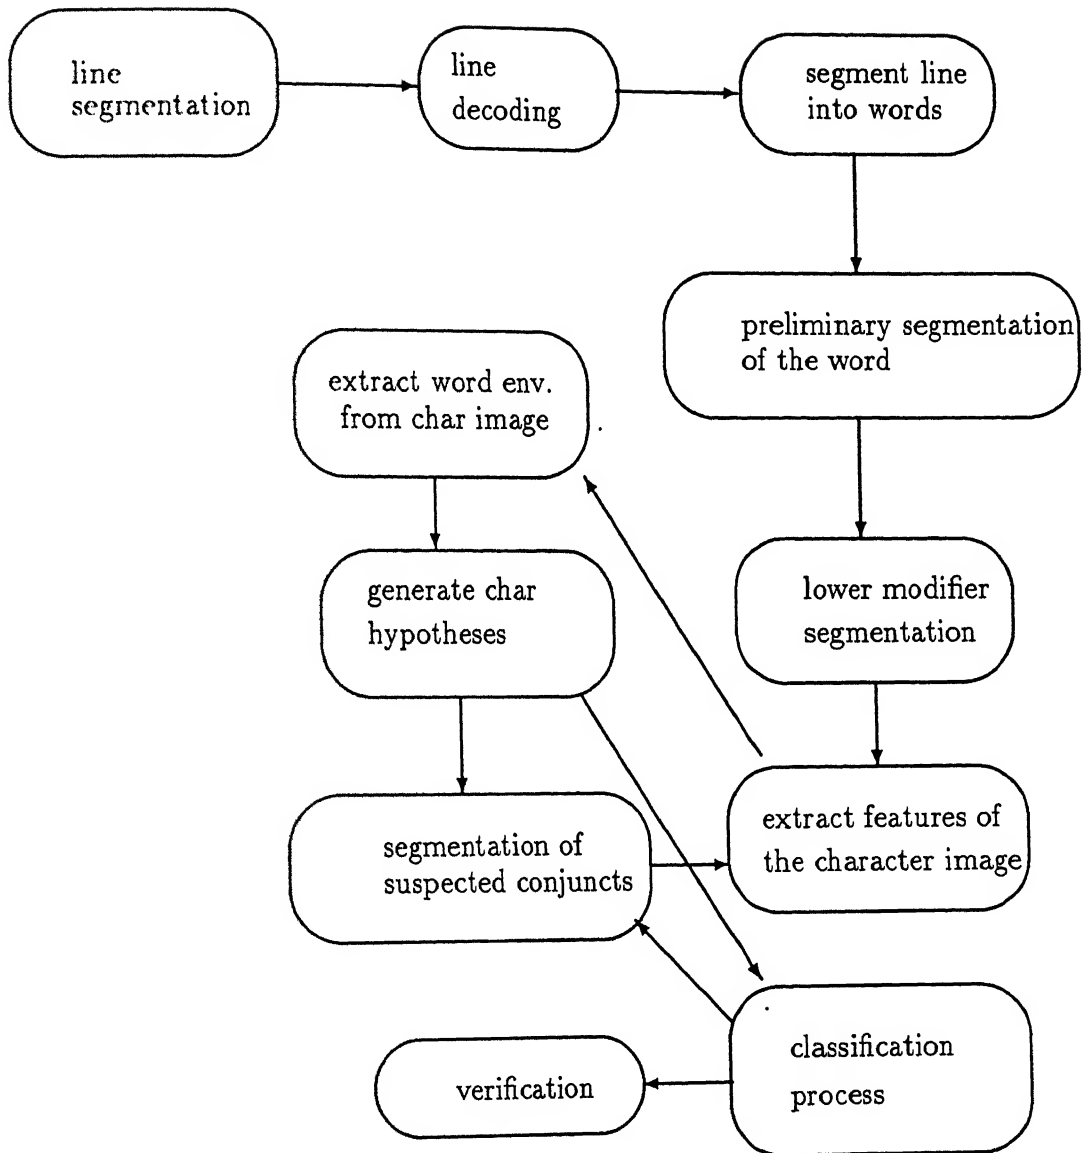 line
segmentation
line
decoding
segment line
into words
preliminary segmentation
of the word
extract word env.
from char image
generate char
hypotheses
lower modifier
segmentation
segmentation of
suspected conjuncts
extract features of
the character image
classification
process
verification